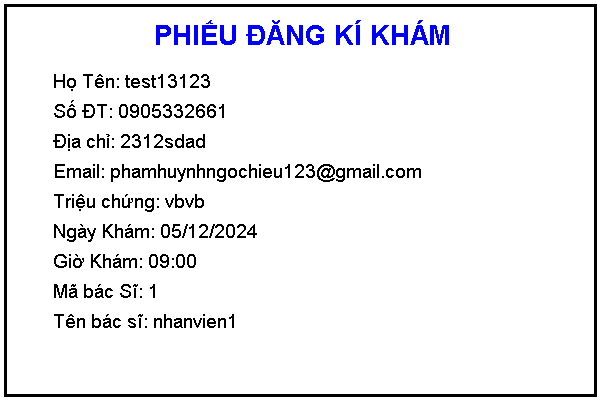 PHIẾU ĐĂNG KÍ KHÁM
Họ Tên: test13123
Số ĐT: 0905332661
Địa chỉ: 2312sdad
Email: phamhuynhngochieu123@gmail.com
Triệu chứng: vbvb
Ngày Khám: 05/12/2024
Giờ Khám: 09:00
Mã bác Sĩ: 1
Tên bác sĩ: nhanvien1